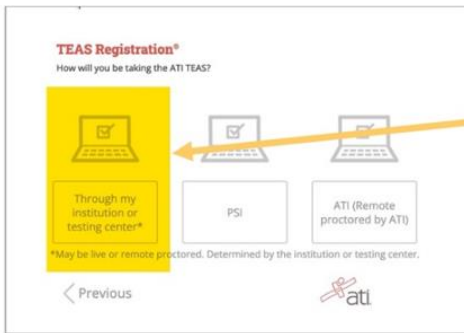 TEAS Registration®
How will you be taking the ATI TEAS?
Through my
institution or
testing center*
PSI
ATI (Remote
proctored by ATI)
*May be live or remote proctored. Determined by the institution or testing center.
Previous
ati